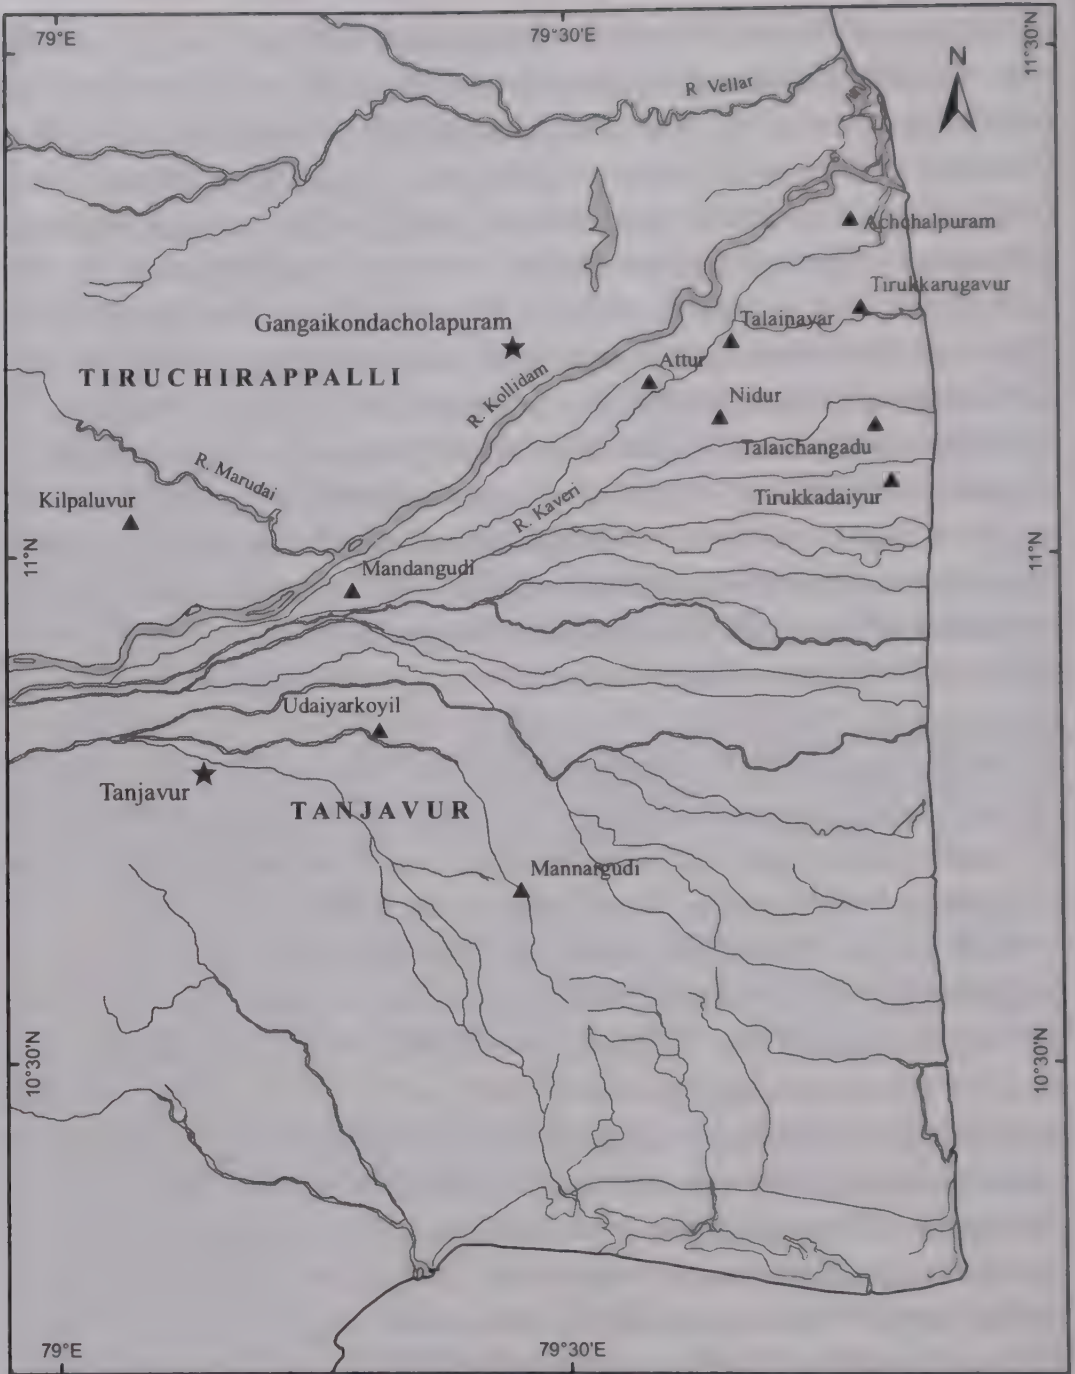 79°E
79°30'E
11°30'N
N
R Vellar
Achchalpuram
Tirukkarugavur
Gangaikondacholapuram
Talainayar
TIRUCHIRAPPALLI
Attur
R. Kollidam
Nidur
R. Marudai
Talaichangadu
Kilpaluvur
Tirukkadaiyur
R. Kaveri
11°N
11°N
Mandangudi
Udaiyarkoyil
Tanjavur
TANJAVUR
Mannargudi
10°30'N
10°30'N
79°E
79°30'E